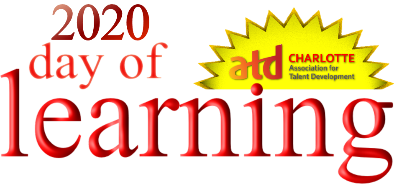 2020
day of
learning
atd CHARLOTTE
Association for
Talent Development